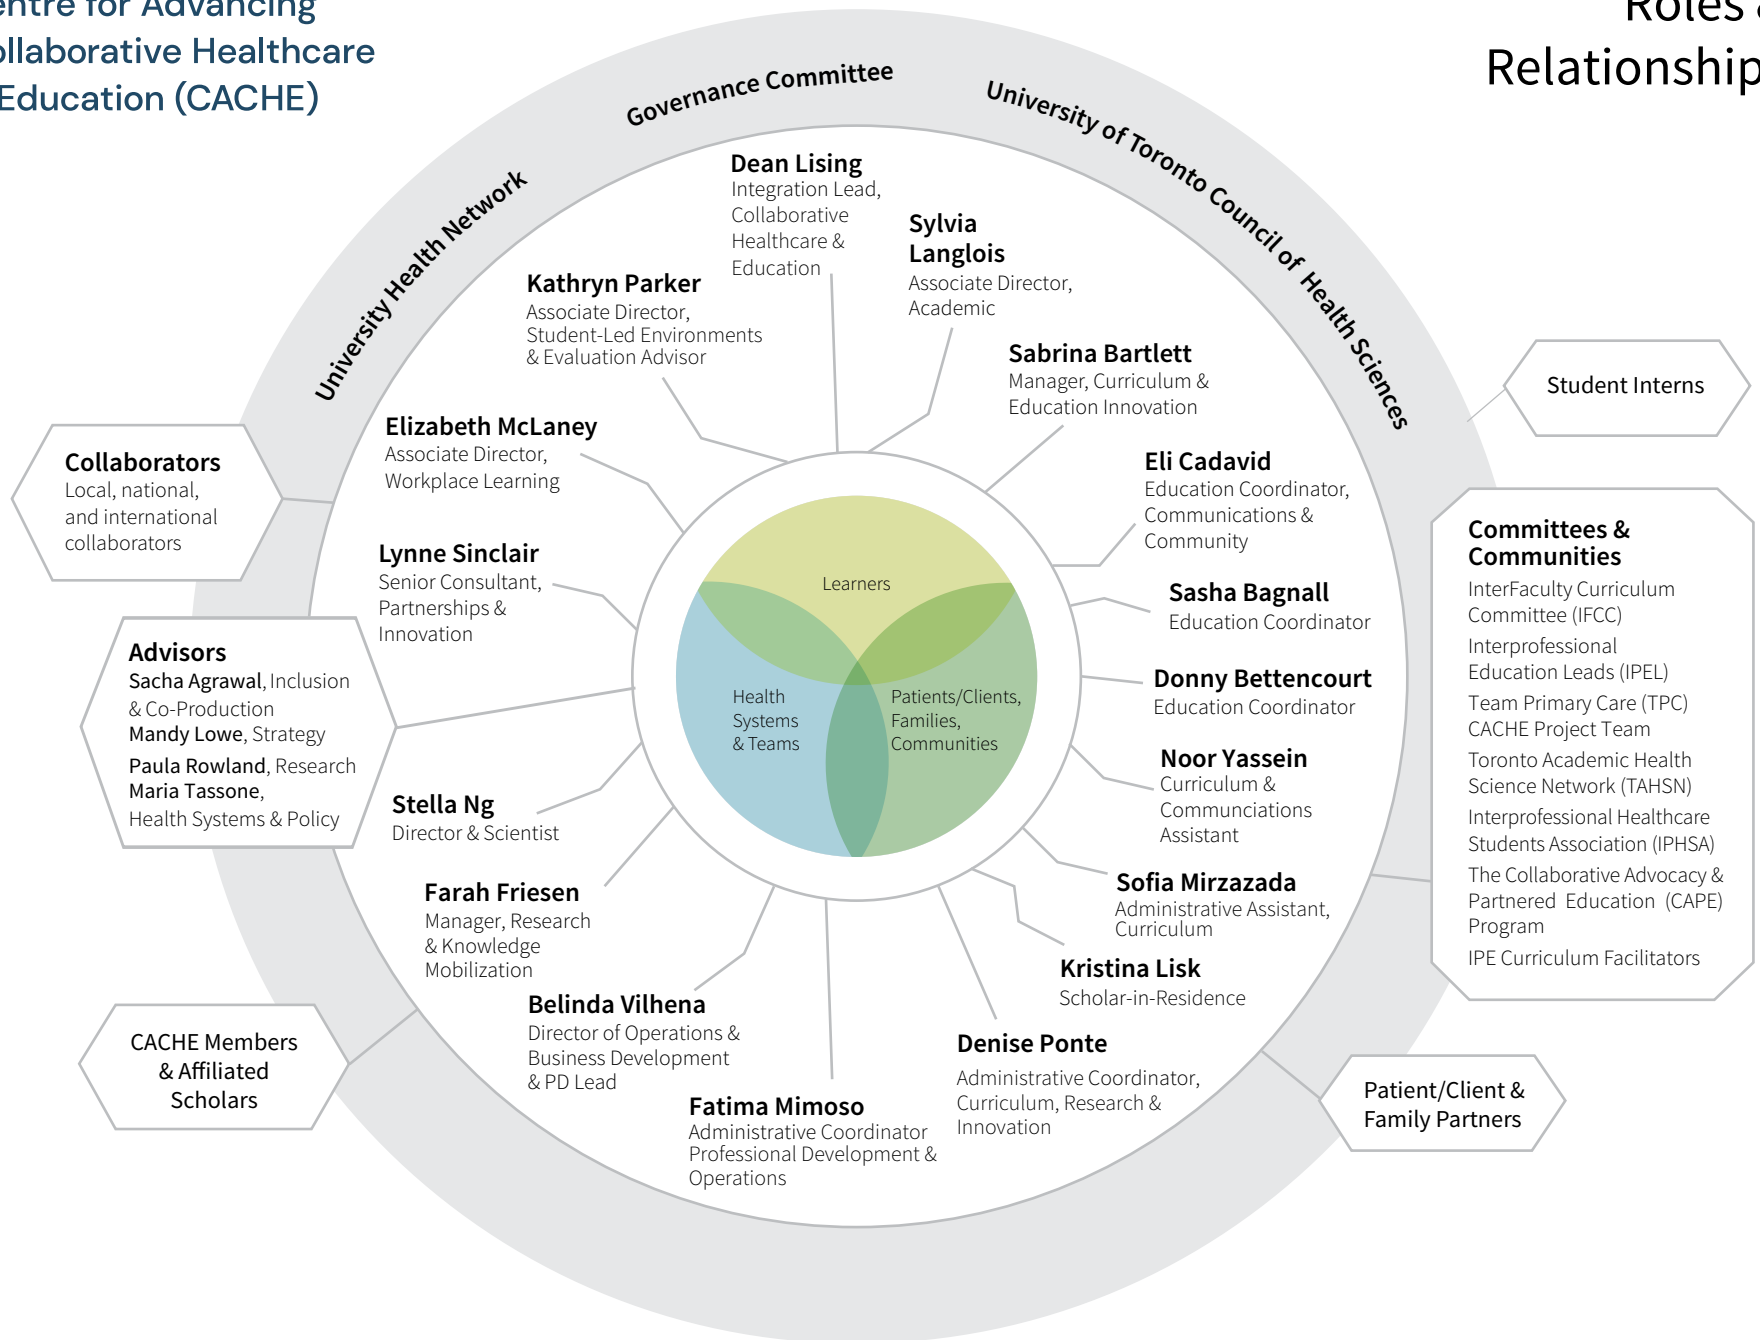 entre for Advancing
ollaborative Healthcare
Education (CACHE)
Roles a
Relationship
Governance Committee
University of Toronto Council of Health Sciences
University Health Network
Dean Lising
Integration Lead,
Collaborative
Healthcare &
Education
Sylvia
Langlois
Associate Director,
Academic
Kathryn Parker
Associate Director,
Student-Led Environments
& Evaluation Advisor
Sabrina Bartlett
Manager, Curriculum &
Education Innovation
Elizabeth McLaney
Associate Director,
Workplace Learning
Eli Cadavid
Education Coordinator,
Communications &
Community
Lynne Sinclair
Senior Consultant,
Partnerships &
Innovation
Sasha Bagnall
Education Coordinator
Donny Bettencourt
Education Coordinator
Noor Yassein
Curriculum &
Communciations
Assistant
Stella Ng
Director & Scientist
Sofia Mirzazada
Administrative Assistant,
Curriculum
Farah Friesen
Manager, Research
& Knowledge
Mobilization
Kristina Lisk
Scholar-in-Residence
Belinda Vilhena
Director of Operations &
Business Development
& PD Lead
Denise Ponte
Administrative Coordinator,
Curriculum, Research &
Innovation
Fatima Mimoso
Administrative Coordinator
Professional Development &
Operations
Learners
Health
Systems
& Teams
Patients/Clients,
Families,
Communities
Collaborators
Local, national,
and international
collaborators
Advisors
Sacha Agrawal, Inclusion
& Co-Production
Mandy Lowe, Strategy
Paula Rowland, Research
Maria Tassone,
Health Systems & Policy
CACHE Members
& Affiliated
Scholars
Student Interns
Committees &
Communities
InterFaculty Curriculum
Committee (IFCC)
Interprofessional
Education Leads (IPEL)
Team Primary Care (TPC)
CACHE Project Team
Toronto Academic Health
Science Network (TAHSN)
Interprofessional Healthcare
Students Association (IPHSA)
The Collaborative Advocacy &
Partnered Education (CAPE)
Program
IPE Curriculum Facilitators
Patient/Client &
Family Partners